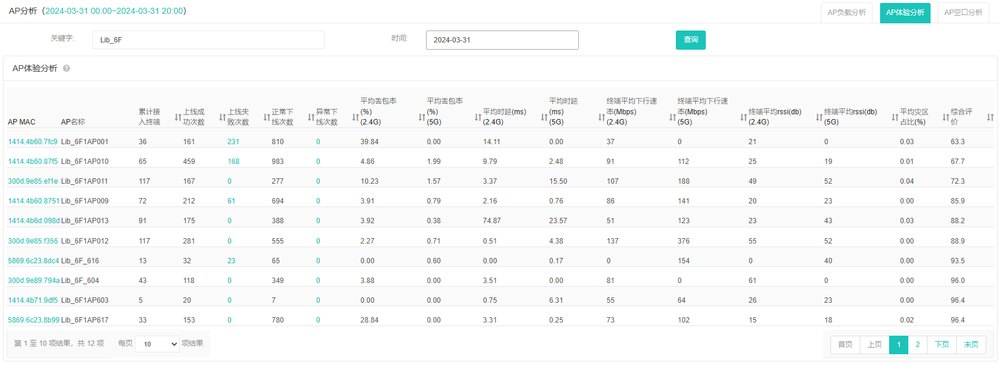 AP分析（2024-03-31 00:00~2024-03-31 20:00）
AP负载分析 AP体验分析 AP空口分析
关键字: Lib_6F 时间: 2024-03-31 查询
AP体验分析 ?
AP MAC AP名称 累计接入终端 上线成功次数 上线失败次数 正常下线次数 异常下线次数 平均丢包率(%)(2.4G) 平均丢包率(%)(5G) 平均时延(ms)(2.4G) 平均时延(ms)(5G) 终端平均下行速率(Mbps)(2.4G) 终端平均下行速率(Mbps)(5G) 终端平均rssi(db)(2.4G) 终端平均rssi(db)(5G) 平均灾区占比(%) 综合评价
1414.4b60.7fc9 Lib_6F1AP001 36 161 231 810 0 39.84 0.00 14.11 0.00 37 0 21 0 0.03 63.3
1414.4b60.87f5 Lib_6F1AP010 65 459 168 983 0 4.86 1.99 9.79 2.48 91 112 25 19 0.01 67.7
300d.9e85.ef1e Lib_6F1AP011 117 167 0 277 0 10.23 1.57 3.37 15.50 107 188 49 52 0.04 72.3
1414.4b60.8751 Lib_6F1AP009 72 212 61 694 0 3.91 0.79 2.16 0.76 86 141 20 23 0.00 85.9
1414.4b6d.098d Lib_6F1AP013 91 175 0 388 0 3.92 0.38 74.87 23.57 51 123 23 43 0.03 88.2
300d.9e85.f356 Lib_6F1AP012 117 281 0 555 0 2.27 0.71 0.51 4.38 137 376 55 52 0.00 88.9
5869.6c23.8dc4 Lib_6F_616 13 32 23 65 0 0.00 0.60 0.00 0.17 0 154 0 40 0.00 93.5
300d.9e89.794a Lib_6F_604 43 118 0 349 0 3.88 0.00 3.51 0.00 81 0 61 0 0.00 96.0
1414.4b71.9df5 Lib_6F1AP603 5 20 0 7 0 0.00 0.00 0.75 6.31 55 64 26 23 0.00 96.4
5869.6c23.8b99 Lib_6F1AP617 33 153 0 780 0 28.84 0.00 3.31 0.25 73 102 15 18 0.02 96.4
第 1 至 10 项结果，共 12 项 每页 10 项结果 首页 上页 1 2 下页 末页